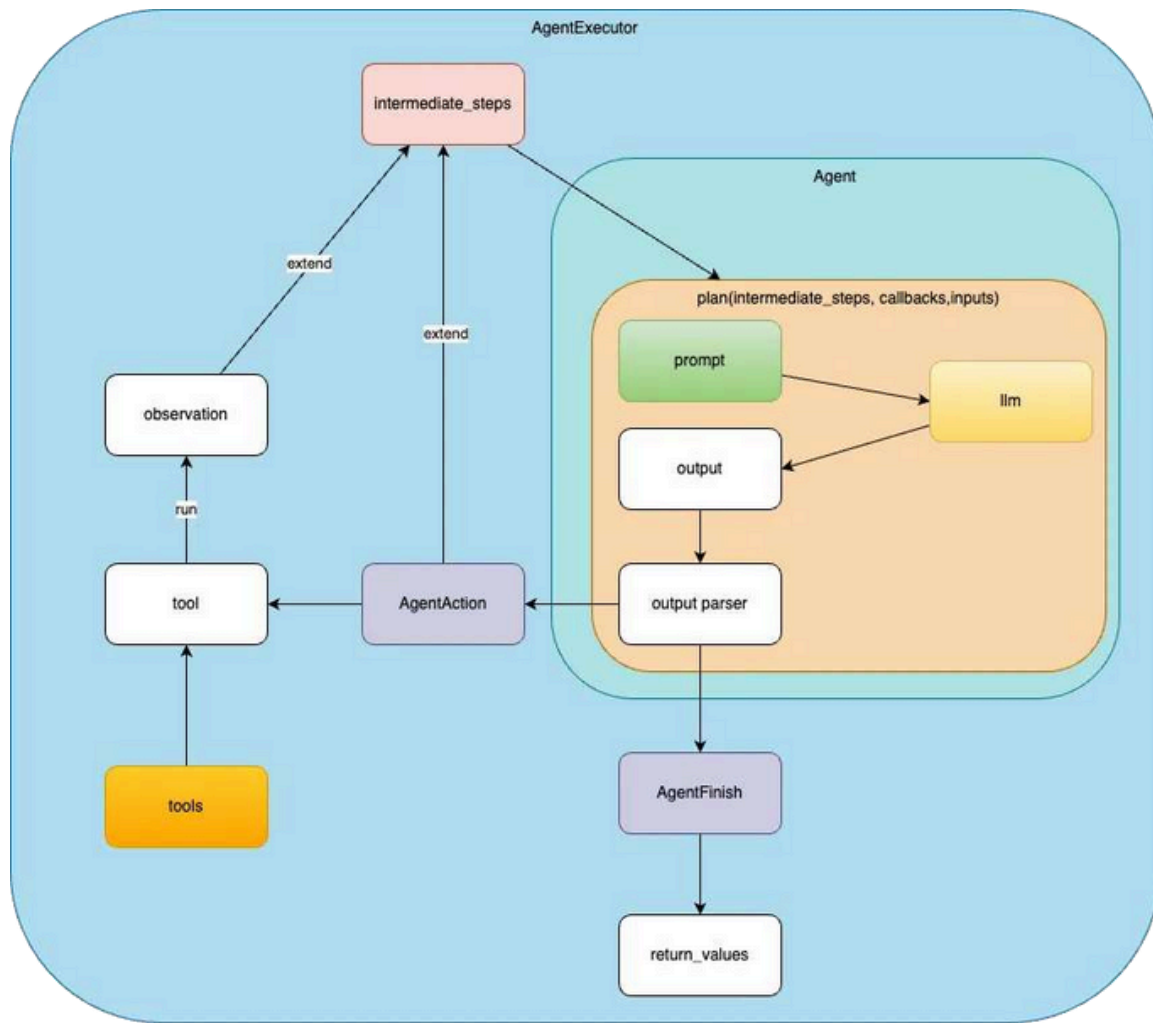 AgentExecutor
intermediate_steps
Agent
extend
plan(intermediate_steps, callbacks,inputs)
extend
prompt
observation
llm
output
run
tool
AgentAction
output parser
tools
AgentFinish
return_values